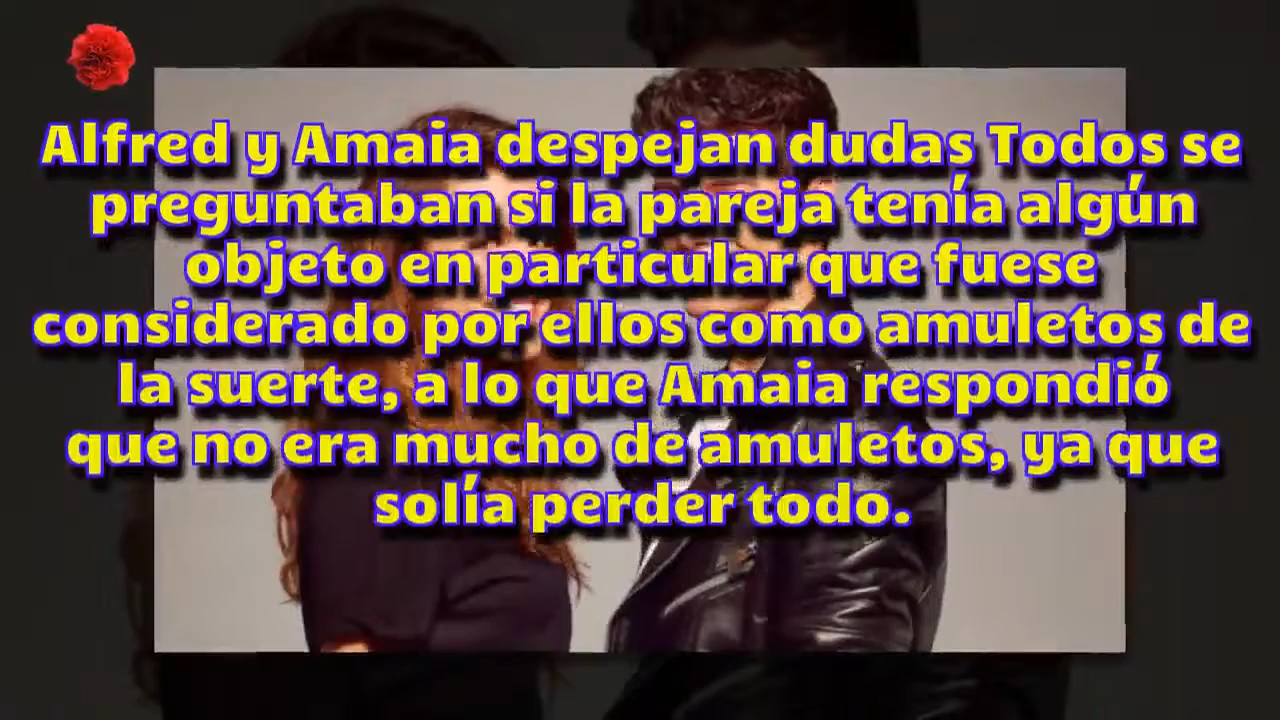 Alfred y Amaia despejan dudas Todos se
preguntaban si la pareja tenía algún
objeto en particular que fuese
considerado por ellos como amuletos de
la suerte, a lo que Amaia respondió
que no era mucho de amuletos, ya que
solía perder todo.